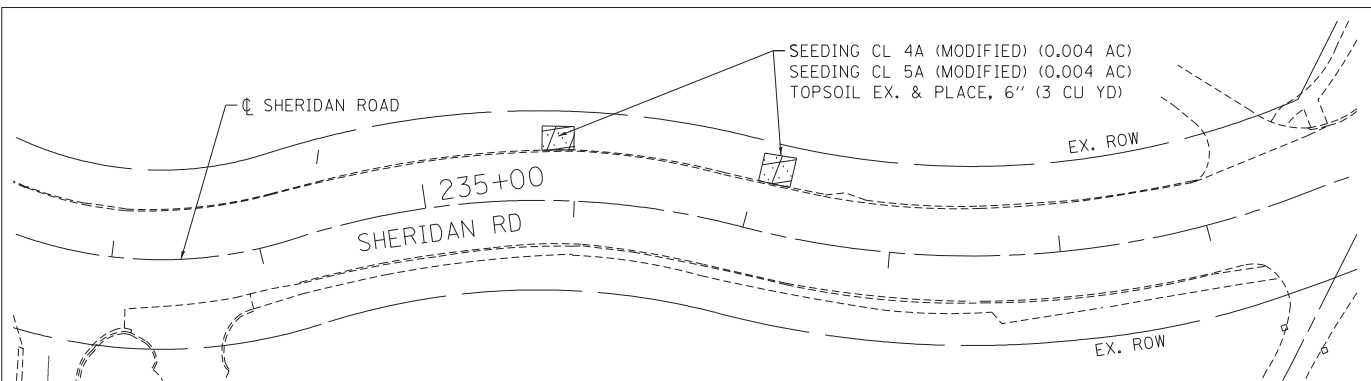 SEEDING CL 4A (MODIFIED) (0.004 AC)
SEEDING CL 5A (MODIFIED) (0.004 AC)
TOPSOIL EX. & PLACE, 6" (3 CU YD)
℄ SHERIDAN ROAD
EX. ROW
235+00
SHERIDAN RD
EX. ROW